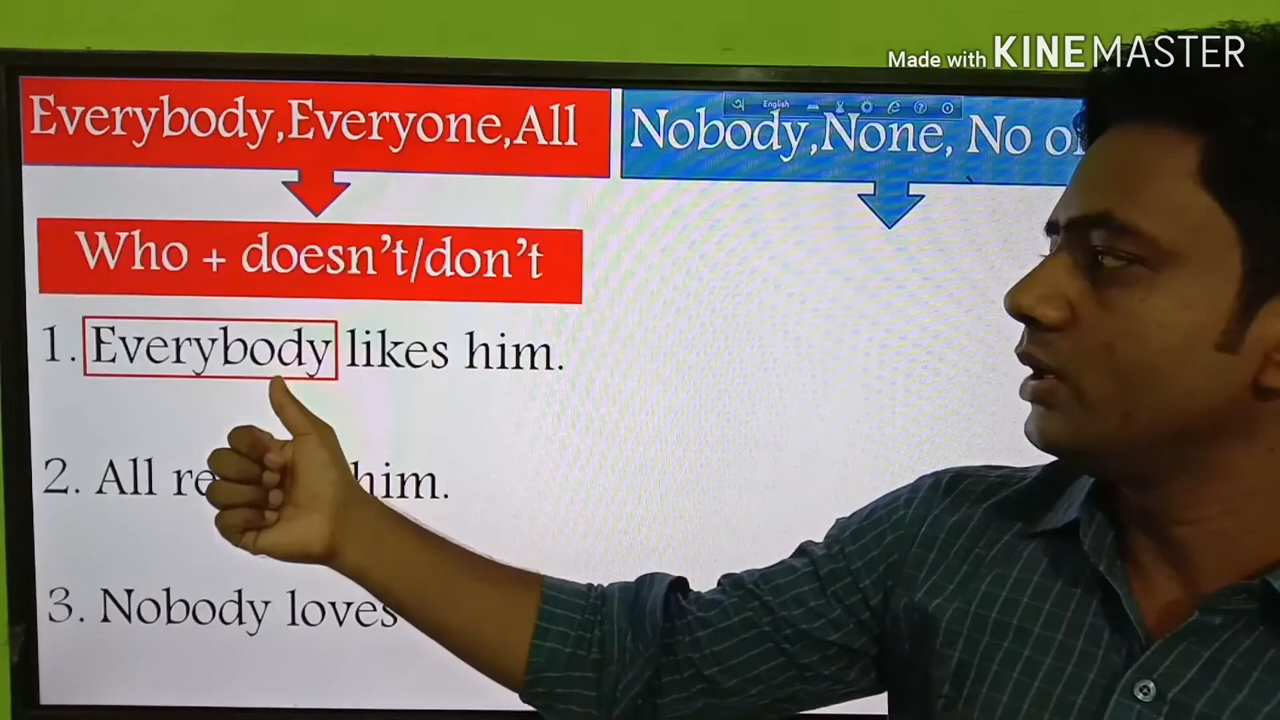 Made with KINEMASTER
Everybody,Everyone,All
অ English
Nobody,None, No
Who + doesn't/don't
1. Everybody likes him.
2. All him.
3. Nobody loves